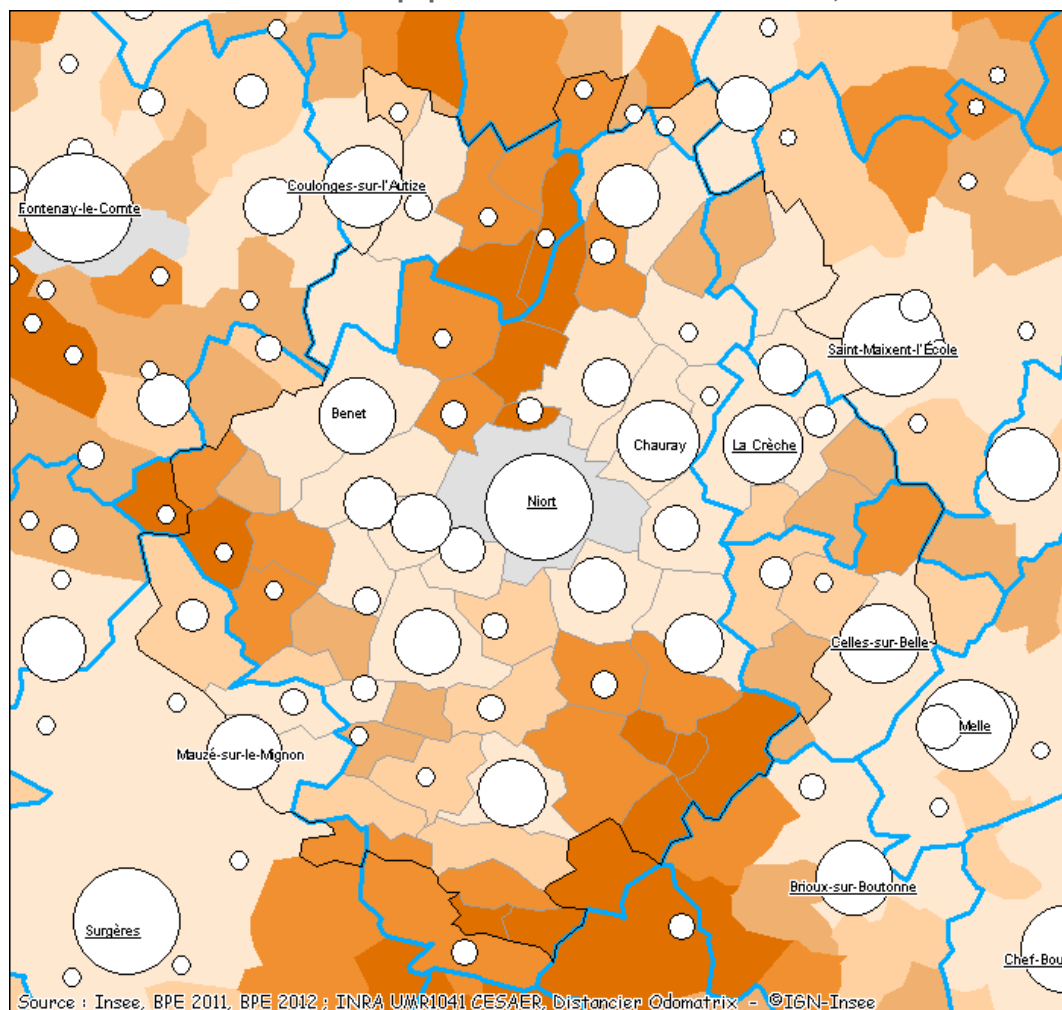 Coulonges-sur-l'Autize
Fontenay-le-Comte
Saint-Maixent-l'École
Benet
Chauray
La Crèche
Niort
Celles-sur-Belle
Melle
Mauzé-sur-le-Mignon
Brioux-sur-Boutonne
Surgères
Chef-Bou
Source : Insee, BPE 2011, BPE 2012 ; INRA UMR1041 CESAER, Distancier Odomatrix - ©IGN-Insee